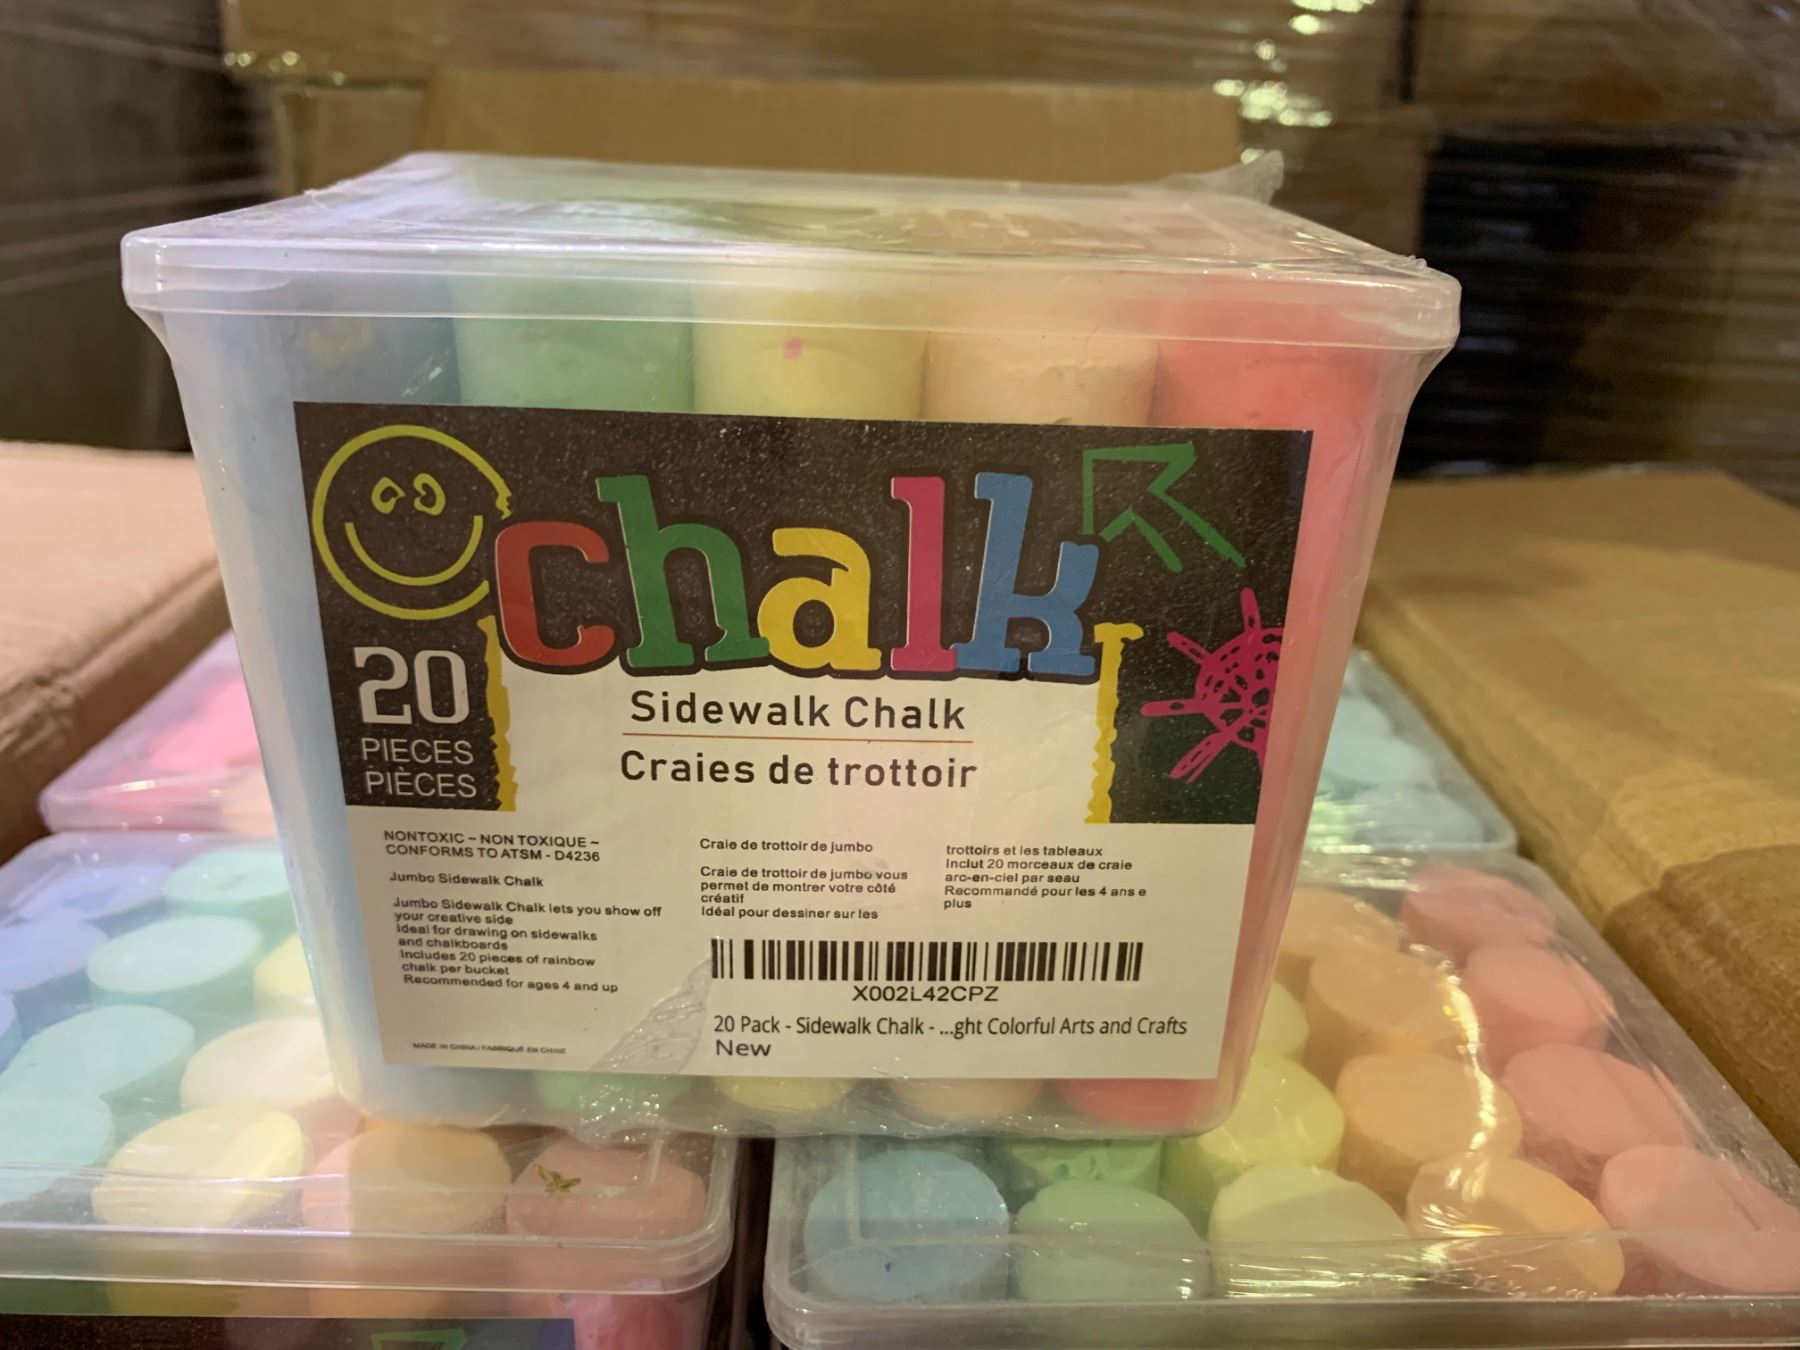 chalk
20
PIECES
PIÈCES
Sidewalk Chalk
Craies de trottoir
NONTOXIC ~ NON TOXIQUE ~
CONFORMS TO ATSM - D4236
Jumbo Sidewalk Chalk
Jumbo Sidewalk Chalk lets you show off
your creative side
Ideal for drawing on sidewalks
and chalkboards
Includes 20 pieces of rainbow
chalk per bucket
Recommended for ages 4 and up
MADE IN CHINA / FABRIQUÉ EN CHINE
Craie de trottoir de jumbo
Craie de trottoir de jumbo vous
permet de montrer votre côté
créatif
Idéal pour dessiner sur les
trottoirs et les tableaux
Inclut 20 morceaux de craie
arc-en-ciel par seau
Recommandé pour les 4 ans e
plus
X002L42CPZ
20 Pack - Sidewalk Chalk - ...ght Colorful Arts and Crafts
New